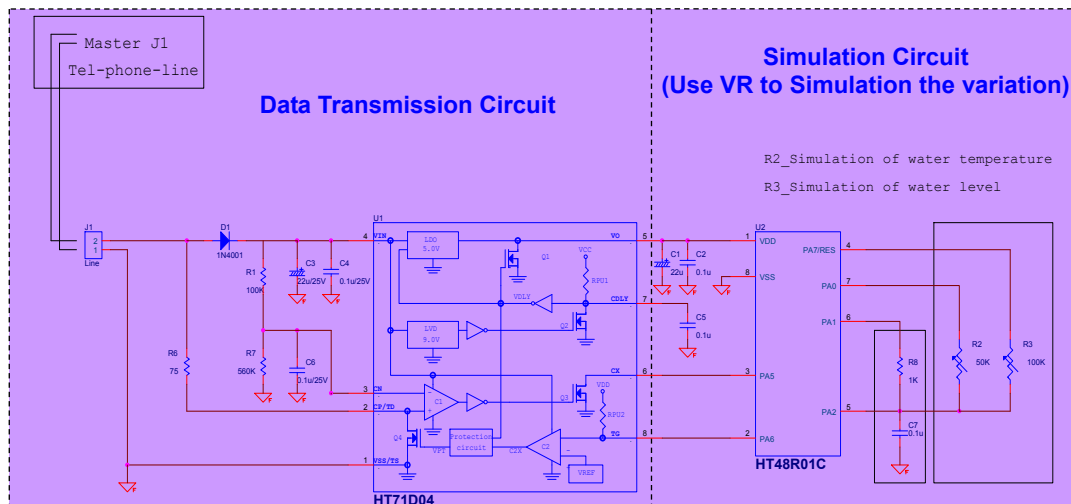 Master J1
Tel-phone-line
Data Transmission Circuit
Simulation Circuit
(Use VR to Simulation the variation)
R2_Simulation of water temperature
R3_Simulation of water level
J1
2
1
Line
D1
1N4001
R1
100K
C3
22u/25V
C4
0.1u/25V
R6
75
R7
560K
C6
0.1u/25V
U1
4
VIN
LDO
5.0V
VO
5
Q1
VCC
RPU1
VDLY
CDLY
7
LVD
9.0V
Q2
3
CN
C1
Q3
CX
6
VDD
RPU2
2
CP/TD
Q4
VPT
Protection
circuit
C2X
C2
TG
8
VREF
1
VSS/TS
HT71D04
C1
22u
C2
0.1u
C5
0.1u
U2
1
VDD
8
VSS
3
PA5
2
PA6
PA7/RES
4
PA0
7
PA1
6
PA2
5
HT48R01C
R8
1K
C7
0.1u
R2
50K
R3
100K